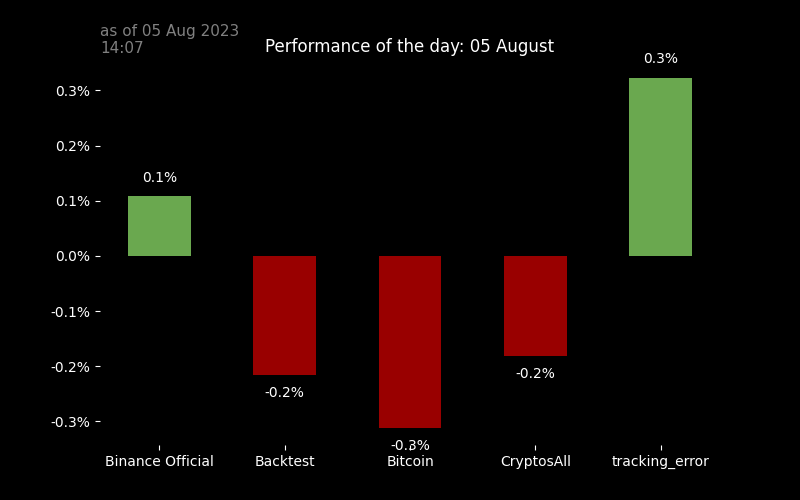 as of 05 Aug 2023
14:07
Performance of the day: 05 August
0.3%
0.3%
0.2%
0.1%
0.1%
0.0%
-0.1%
-0.2%
-0.2%
-0.2%
-0.3%
-0.3%
Binance Official
Backtest
Bitcoin
CryptosAll
tracking_error